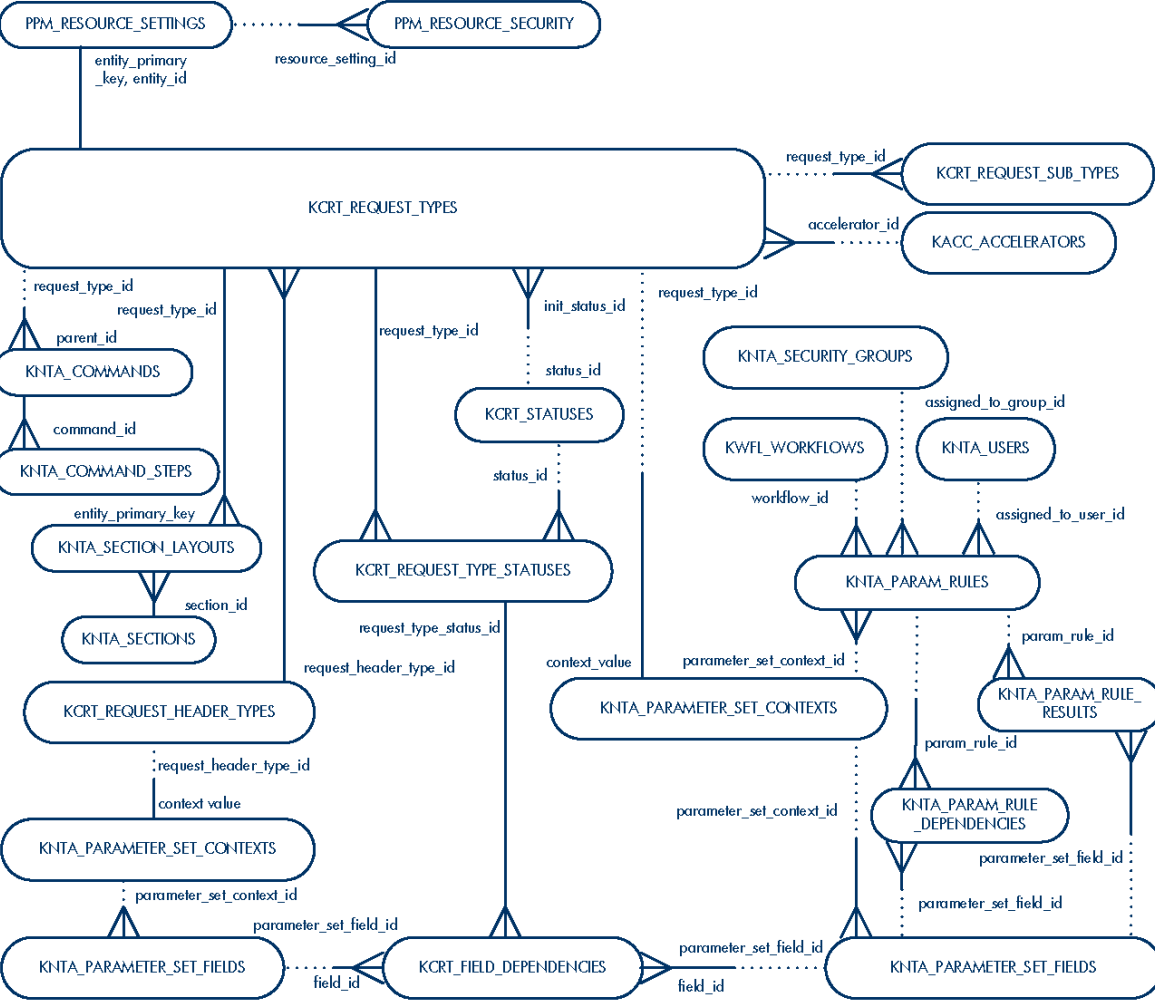 PPM_RESOURCE_SETTINGS
PPM_RESOURCE_SECURITY
entity_primary
_key, entity_id
resource_setting_id
KCRT_REQUEST_TYPES
request_type_id
KCRT_REQUEST_SUB_TYPES
accelerator_id
KACC_ACCELERATORS
request_type_id
request_type_id
request_type_id
init_status_id
request_type_id
parent_id
KNTA_COMMANDS
status_id
KCRT_STATUSES
KNTA_SECURITY_GROUPS
assigned_to_group_id
command_id
KNTA_COMMAND_STEPS
status_id
KWFL_WORKFLOWS
KNTA_USERS
workflow_id
assigned_to_user_id
entity_primary_key
KNTA_SECTION_LAYOUTS
KCRT_REQUEST_TYPE_STATUSES
KNTA_PARAM_RULES
section_id
KNTA_SECTIONS
request_type_status_id
param_rule_id
request_header_type_id
context_value
parameter_set_context_id
KCRT_REQUEST_HEADER_TYPES
KNTA_PARAMETER_SET_CONTEXTS
KNTA_PARAM_RULE_
RESULTS
request_header_type_id
param_rule_id
context value
parameter_set_context_id
KNTA_PARAM_RULE
_DEPENDENCIES
KNTA_PARAMETER_SET_CONTEXTS
parameter_set_field_id
parameter_set_context_id
parameter_set_field_id
parameter_set_field_id
parameter_set_field_id
KNTA_PARAMETER_SET_FIELDS
field_id
KCRT_FIELD_DEPENDENCIES
field_id
KNTA_PARAMETER_SET_FIELDS